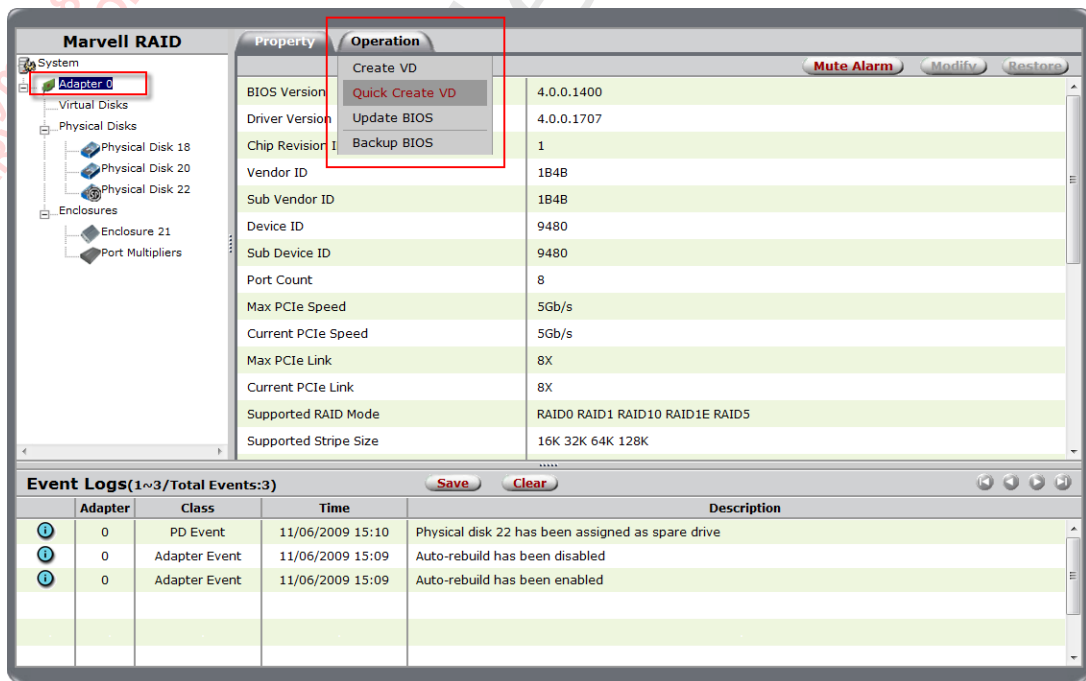 Marvell RAID
Property Operation
System
Adapter 0
Virtual Disks
Physical Disks
Physical Disk 18
Physical Disk 20
Physical Disk 22
Enclosures
Enclosure 21
Port Multipliers
Create VD
Quick Create VD
Update BIOS
Backup BIOS
Mute Alarm Modify Restore
BIOS Version 4.0.0.1400
Driver Version 4.0.0.1707
Chip Revision I 1
Vendor ID 1B4B
Sub Vendor ID 1B4B
Device ID 9480
Sub Device ID 9480
Port Count 8
Max PCIe Speed 5Gb/s
Current PCIe Speed 5Gb/s
Max PCIe Link 8X
Current PCIe Link 8X
Supported RAID Mode RAID0 RAID1 RAID10 RAID1E RAID5
Supported Stripe Size 16K 32K 64K 128K
Event Logs(1~3/Total Events:3) Save Clear
Adapter Class Time Description
0 PD Event 11/06/2009 15:10 Physical disk 22 has been assigned as spare drive
0 Adapter Event 11/06/2009 15:09 Auto-rebuild has been disabled
0 Adapter Event 11/06/2009 15:09 Auto-rebuild has been enabled